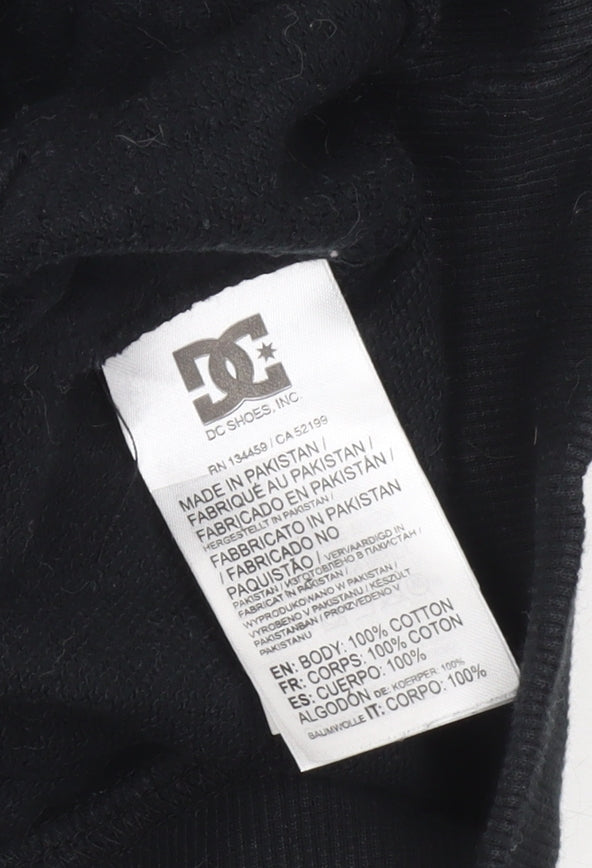 DC
DC SHOES, INC.
RN 134459 / CA 52199
MADE IN PAKISTAN /
FABRIQUÉ AU PAKISTAN /
FABRICADO EN PAKISTÁN /
HERGESTELLT IN PAKISTAN /
FABBRICATO IN PAKISTAN
/ FABRICADO NO
PAQUISTÃO / VERVAARDIGD IN
PAKISTAN / ИЗГОТОВЛЕНО В ПАКИСТАН /
FABRICAT IN PAKISTAN /
WYPRODUKOWANO W PAKISTAN /
VYROBENO V PAKISTANU / KÉSZÜLT
PAKISTANBAN / PROIZVEDENO V
PAKISTANU
EN: BODY: 100% COTTON
FR: CORPS: 100% COTON
ES: CUERPO: 100%
ALGODÓN DE: KOERPER: 100%
BAUMWOLLE IT: CORPO: 100%